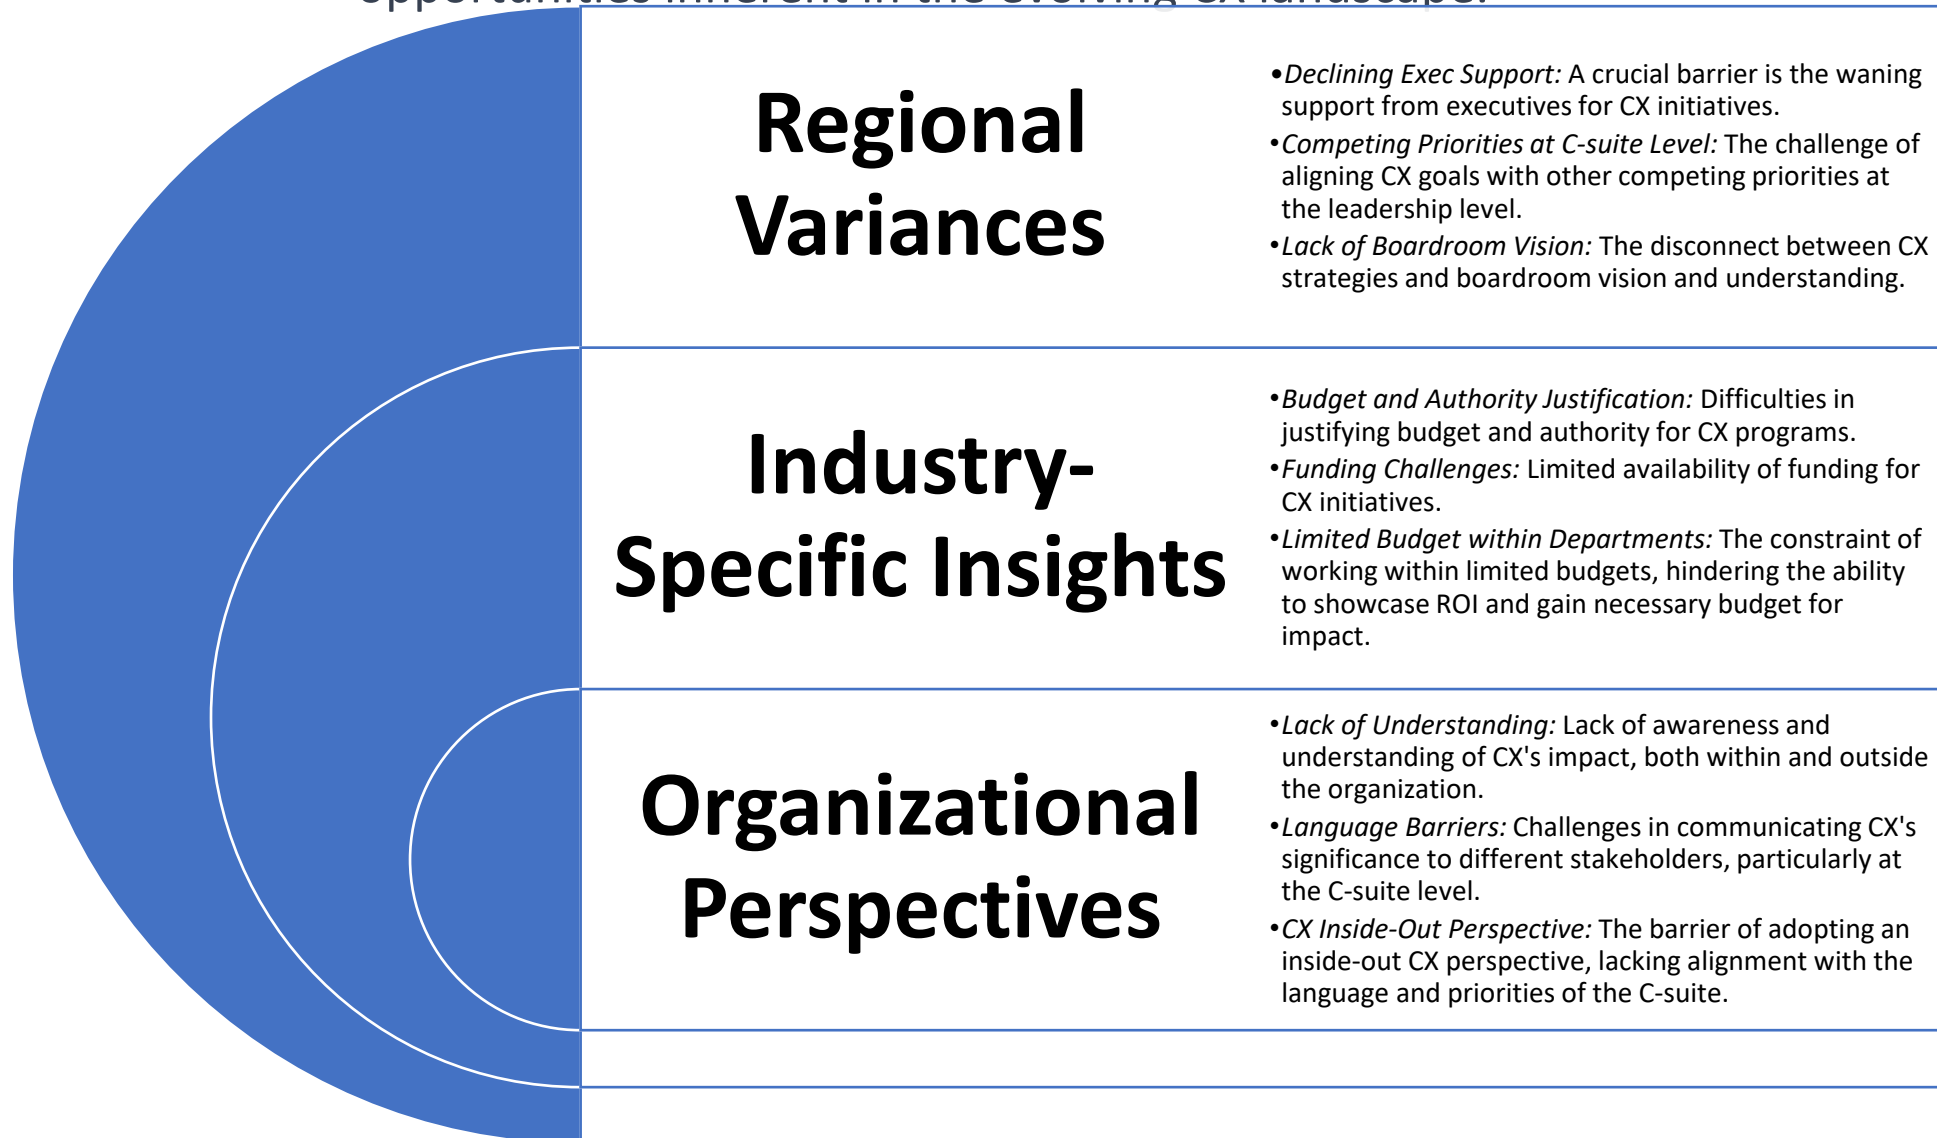 opportunities inherent in the evolving CX landscape.
Regional
Variances
•Declining Exec Support: A crucial barrier is the waning
support from executives for CX initiatives.
•Competing Priorities at C-suite Level: The challenge of
aligning CX goals with other competing priorities at
the leadership level.
•Lack of Boardroom Vision: The disconnect between CX
strategies and boardroom vision and understanding.
Industry-
Specific Insights
•Budget and Authority Justification: Difficulties in
justifying budget and authority for CX programs.
•Funding Challenges: Limited availability of funding for
CX initiatives.
•Limited Budget within Departments: The constraint of
working within limited budgets, hindering the ability
to showcase ROI and gain necessary budget for
impact.
Organizational
Perspectives
•Lack of Understanding: Lack of awareness and
understanding of CX's impact, both within and outside
the organization.
•Language Barriers: Challenges in communicating CX's
significance to different stakeholders, particularly at
the C-suite level.
•CX Inside-Out Perspective: The barrier of adopting an
inside-out CX perspective, lacking alignment with the
language and priorities of the C-suite.